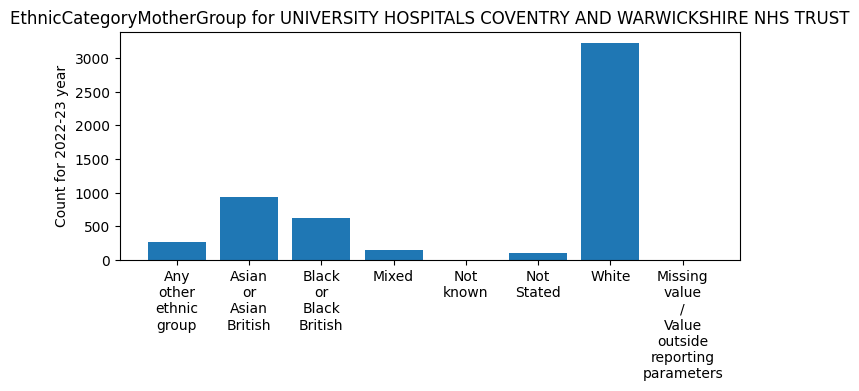 EthnicCategoryMotherGroup for UNIVERSITY HOSPITALS COVENTRY AND WARWICKSHIRE NHS TRUST
Count for 2022-23 year
3000
2500
2000
1500
1000
500
0
Any
other
ethnic
group
Asian
or
Asian
British
Black
or
Black
British
Mixed
Not
known
Not
Stated
White
Missing
value
/
Value
outside
reporting
parameters